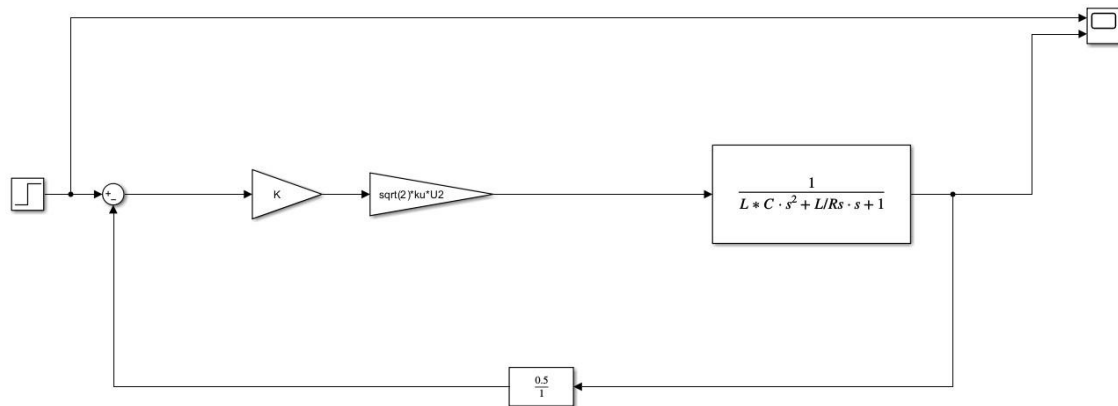 +
−
K
sqrt(2)*ku*U2
1
L * C · s² + L/Rs · s + 1
0.5
1